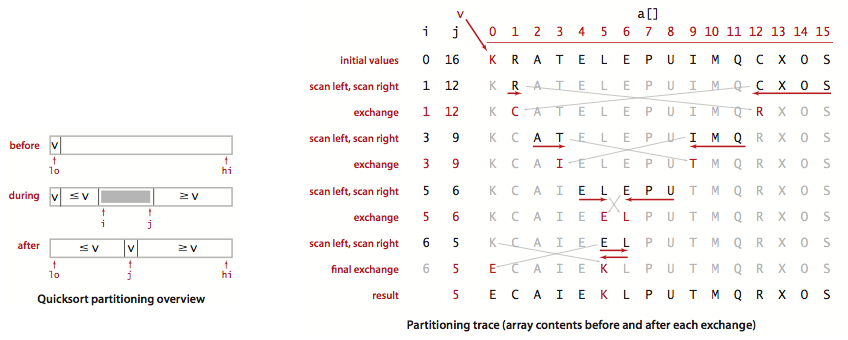 before
v
lo
hi
during
v
≤ v
≥ v
i
j
after
≤ v
v
≥ v
lo
j
hi
Quicksort partitioning overview
v
a[]
i j 0 1 2 3 4 5 6 7 8 9 10 11 12 13 14 15
initial values 0 16 K R A T E L E P U I M Q C X O S
scan left, scan right 1 12 K R A T E L E P U I M Q C X O S
exchange 1 12 K C A T E L E P U I M Q R X O S
scan left, scan right 3 9 K C A T E L E P U I M Q R X O S
exchange 3 9 K C A I E L E P U T M Q R X O S
scan left, scan right 5 6 K C A I E L E P U T M Q R X O S
exchange 5 6 K C A I E E L P U T M Q R X O S
scan left, scan right 6 5 K C A I E E L P U T M Q R X O S
final exchange 6 5 E C A I E K L P U T M Q R X O S
result 5 E C A I E K L P U T M Q R X O S
Partitioning trace (array contents before and after each exchange)